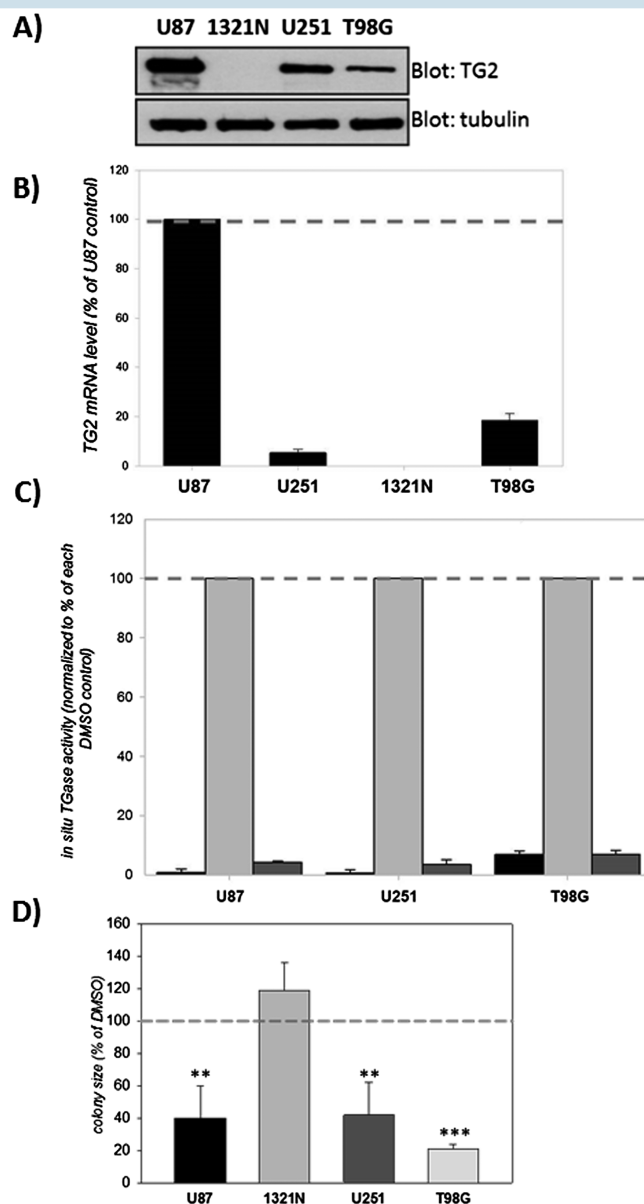 A)
U87 1321N U251 T98G
Blot: TG2
Blot: tubulin
B)
TG2 mRNA level (% of U87 control)
120
100
80
60
40
20
0
U87 U251 1321N T98G
C)
in situ TGase activity (normalized to % of each
DMSO control)
120
100
80
60
40
20
0
U87 U251 T98G
D)
colony size (% of DMSO)
160
140
120
100
80
60
40
20
0
** ** ***
U87 1321N U251 T98G